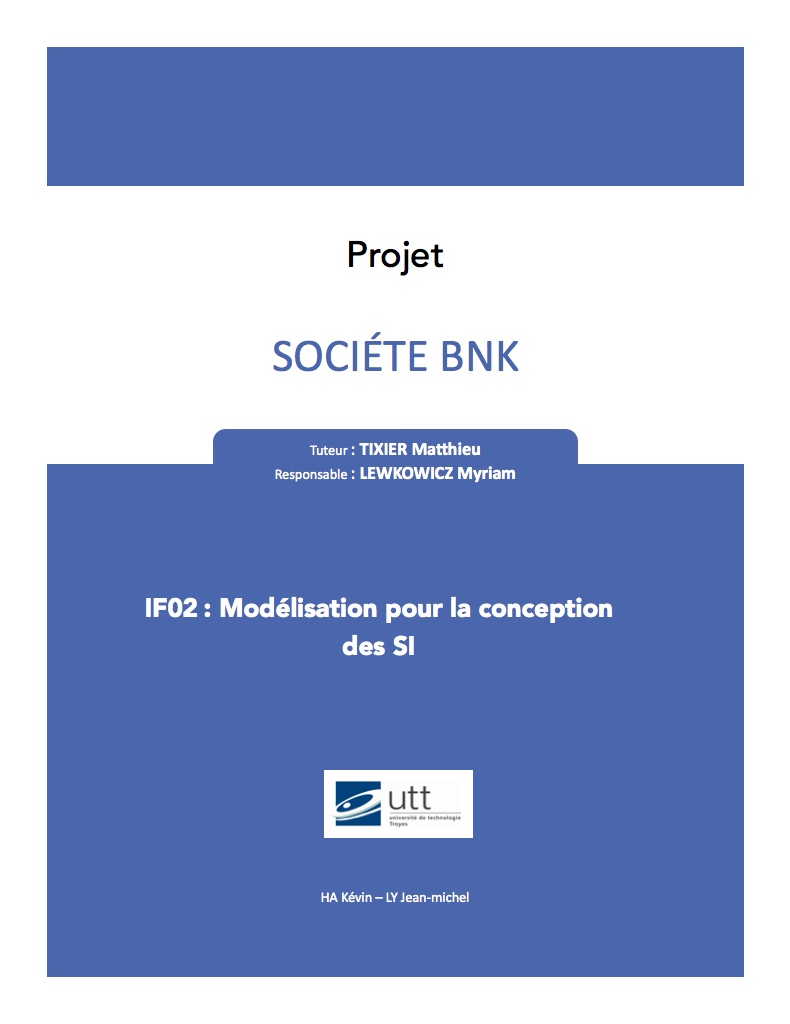 Projet
SOCIÉTE BNK
Tuteur : TIXIER Matthieu
Responsable : LEWKOWICZ Myriam
IF02 : Modélisation pour la conception
des SI
utt
université de technologie
Troyes
HA Kévin – LY Jean-michel